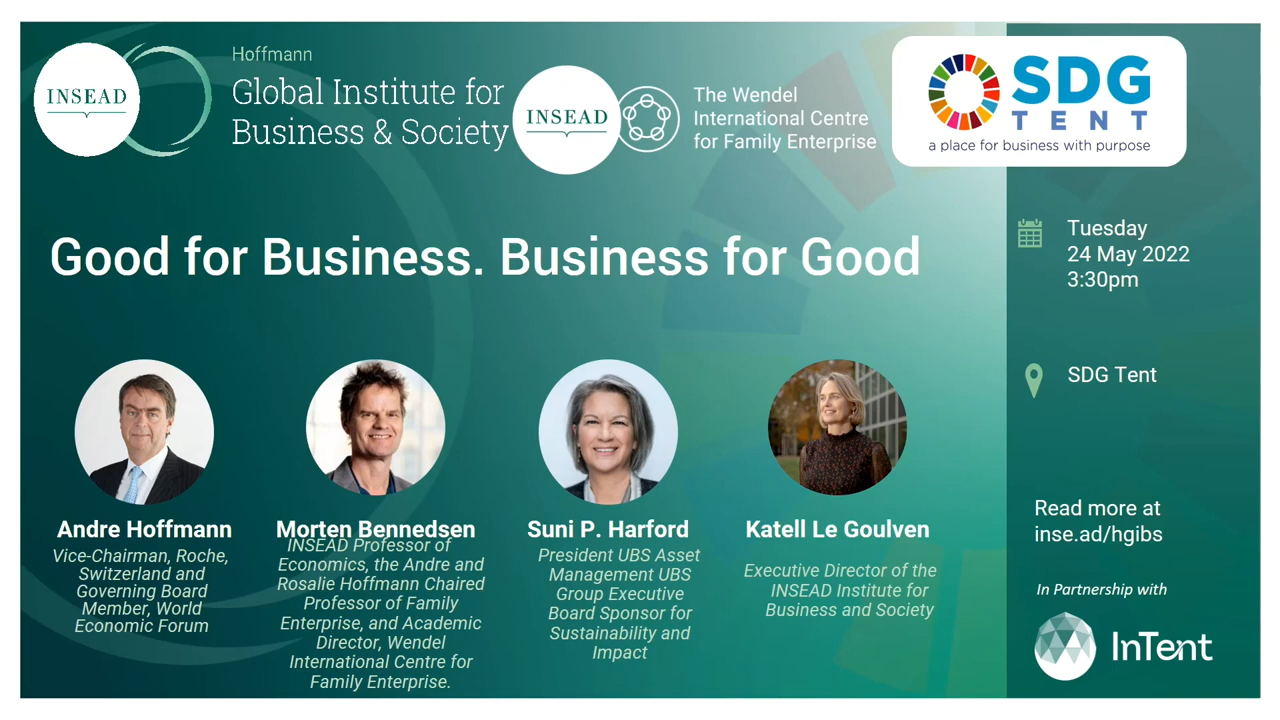 INSEAD
Hoffmann
Global Institute for
Business & Society
INSEAD
The Wendel
International Centre
for Family Enterprise
SDG
TENT
a place for business with purpose
Good for Business. Business for Good
Tuesday
24 May 2022
3:30pm
SDG Tent
Andre Hoffmann
Vice-Chairman, Roche,
Switzerland and
Governing Board
Member, World
Economic Forum
Morten Bennedsen
INSEAD Professor of
Economics, the Andre and
Rosalie Hoffmann Chaired
Professor of Family
Enterprise, and Academic
Director, Wendel
International Centre for
Family Enterprise.
Suni P. Harford
President UBS Asset
Management UBS
Group Executive
Board Sponsor for
Sustainability and
Impact
Katell Le Goulven
Executive Director of the
INSEAD Institute for
Business and Society
Read more at
inse.ad/hgibs
In Partnership with
InTent